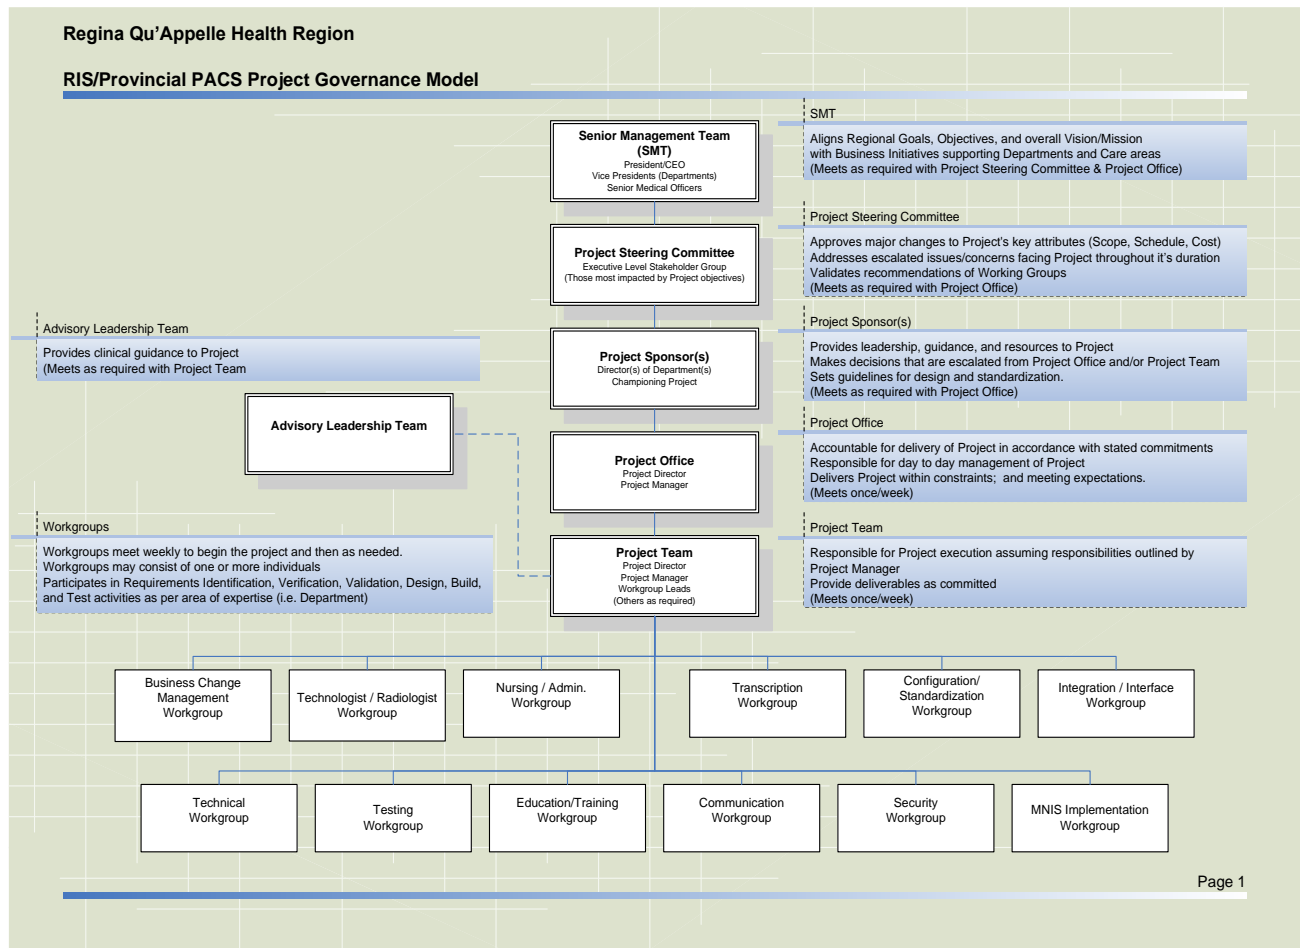 Regina Qu'Appelle Health Region
RIS/Provincial PACS Project Governance Model
Senior Management Team
(SMT)
President/CEO
Vice Presidents (Departments)
Senior Medical Officers
SMT
Aligns Regional Goals, Objectives, and overall Vision/Mission
with Business Initiatives supporting Departments and Care areas
(Meets as required with Project Steering Committee & Project Office)
Project Steering Committee
Executive Level Stakeholder Group
(Those most impacted by Project objectives)
Project Steering Committee
Approves major changes to Project's key attributes (Scope, Schedule, Cost)
Addresses escalated issues/concerns facing Project throughout it's duration
Validates recommendations of Working Groups
(Meets as required with Project Office)
Advisory Leadership Team
Provides clinical guidance to Project
(Meets as required with Project Team
Project Sponsor(s)
Director(s) of Department(s)
Championing Project
Project Sponsor(s)
Provides leadership, guidance, and resources to Project
Makes decisions that are escalated from Project Office and/or Project Team
Sets guidelines for design and standardization.
(Meets as required with Project Office)
Advisory Leadership Team
Project Office
Project Director
Project Manager
Project Office
Accountable for delivery of Project in accordance with stated commitments
Responsible for day to day management of Project
Delivers Project within constraints; and meeting expectations.
(Meets once/week)
Workgroups
Workgroups meet weekly to begin the project and then as needed.
Workgroups may consist of one or more individuals
Participates in Requirements Identification, Verification, Validation, Design, Build,
and Test activities as per area of expertise (i.e. Department)
Project Team
Project Director
Project Manager
Workgroup Leads
(Others as required)
Project Team
Responsible for Project execution assuming responsibilities outlined by
Project Manager
Provide deliverables as committed
(Meets once/week)
Business Change
Management
Workgroup
Technologist / Radiologist
Workgroup
Nursing / Admin.
Workgroup
Transcription
Workgroup
Configuration/
Standardization
Workgroup
Integration / Interface
Workgroup
Technical
Workgroup
Testing
Workgroup
Education/Training
Workgroup
Communication
Workgroup
Security
Workgroup
MNIS Implementation
Workgroup
Page 1